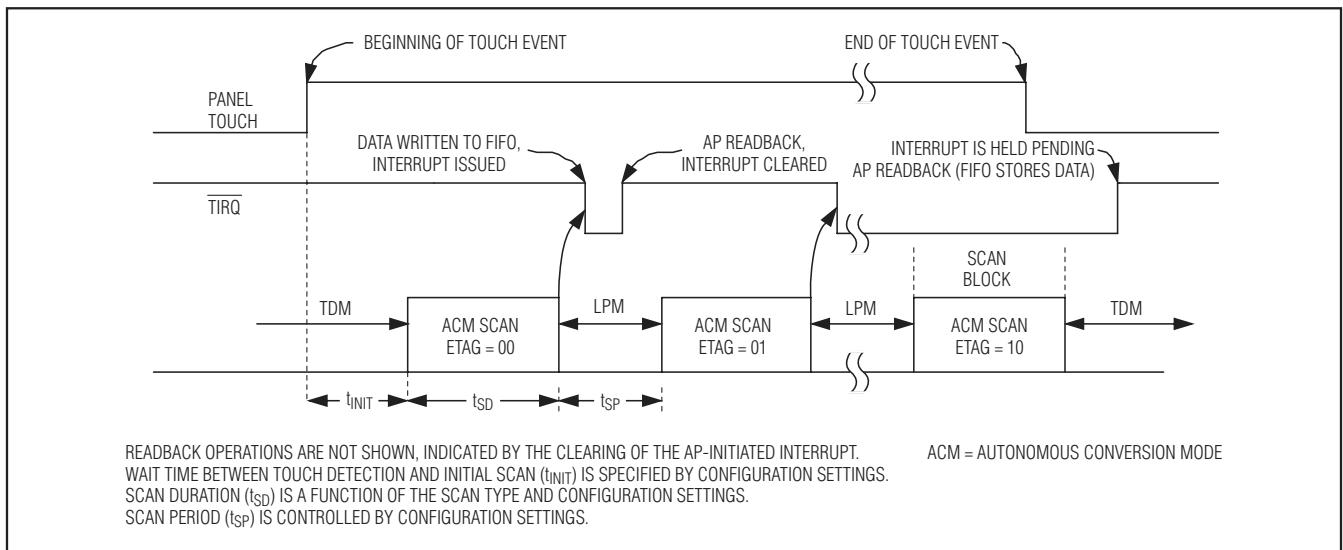 BEGINNING OF TOUCH EVENT
END OF TOUCH EVENT
PANEL
TOUCH
DATA WRITTEN TO FIFO,
INTERRUPT ISSUED
AP READBACK,
INTERRUPT CLEARED
INTERRUPT IS HELD PENDING
AP READBACK (FIFO STORES DATA)
TIRQ
SCAN
BLOCK
TDM
ACM SCAN
ETAG = 00
LPM
ACM SCAN
ETAG = 01
LPM
ACM SCAN
ETAG = 10
TDM
tINIT
tSD
tSP
READBACK OPERATIONS ARE NOT SHOWN, INDICATED BY THE CLEARING OF THE AP-INITIATED INTERRUPT.
ACM = AUTONOMOUS CONVERSION MODE
WAIT TIME BETWEEN TOUCH DETECTION AND INITIAL SCAN (tINIT) IS SPECIFIED BY CONFIGURATION SETTINGS.
SCAN DURATION (tSD) IS A FUNCTION OF THE SCAN TYPE AND CONFIGURATION SETTINGS.
SCAN PERIOD (tSP) IS CONTROLLED BY CONFIGURATION SETTINGS.